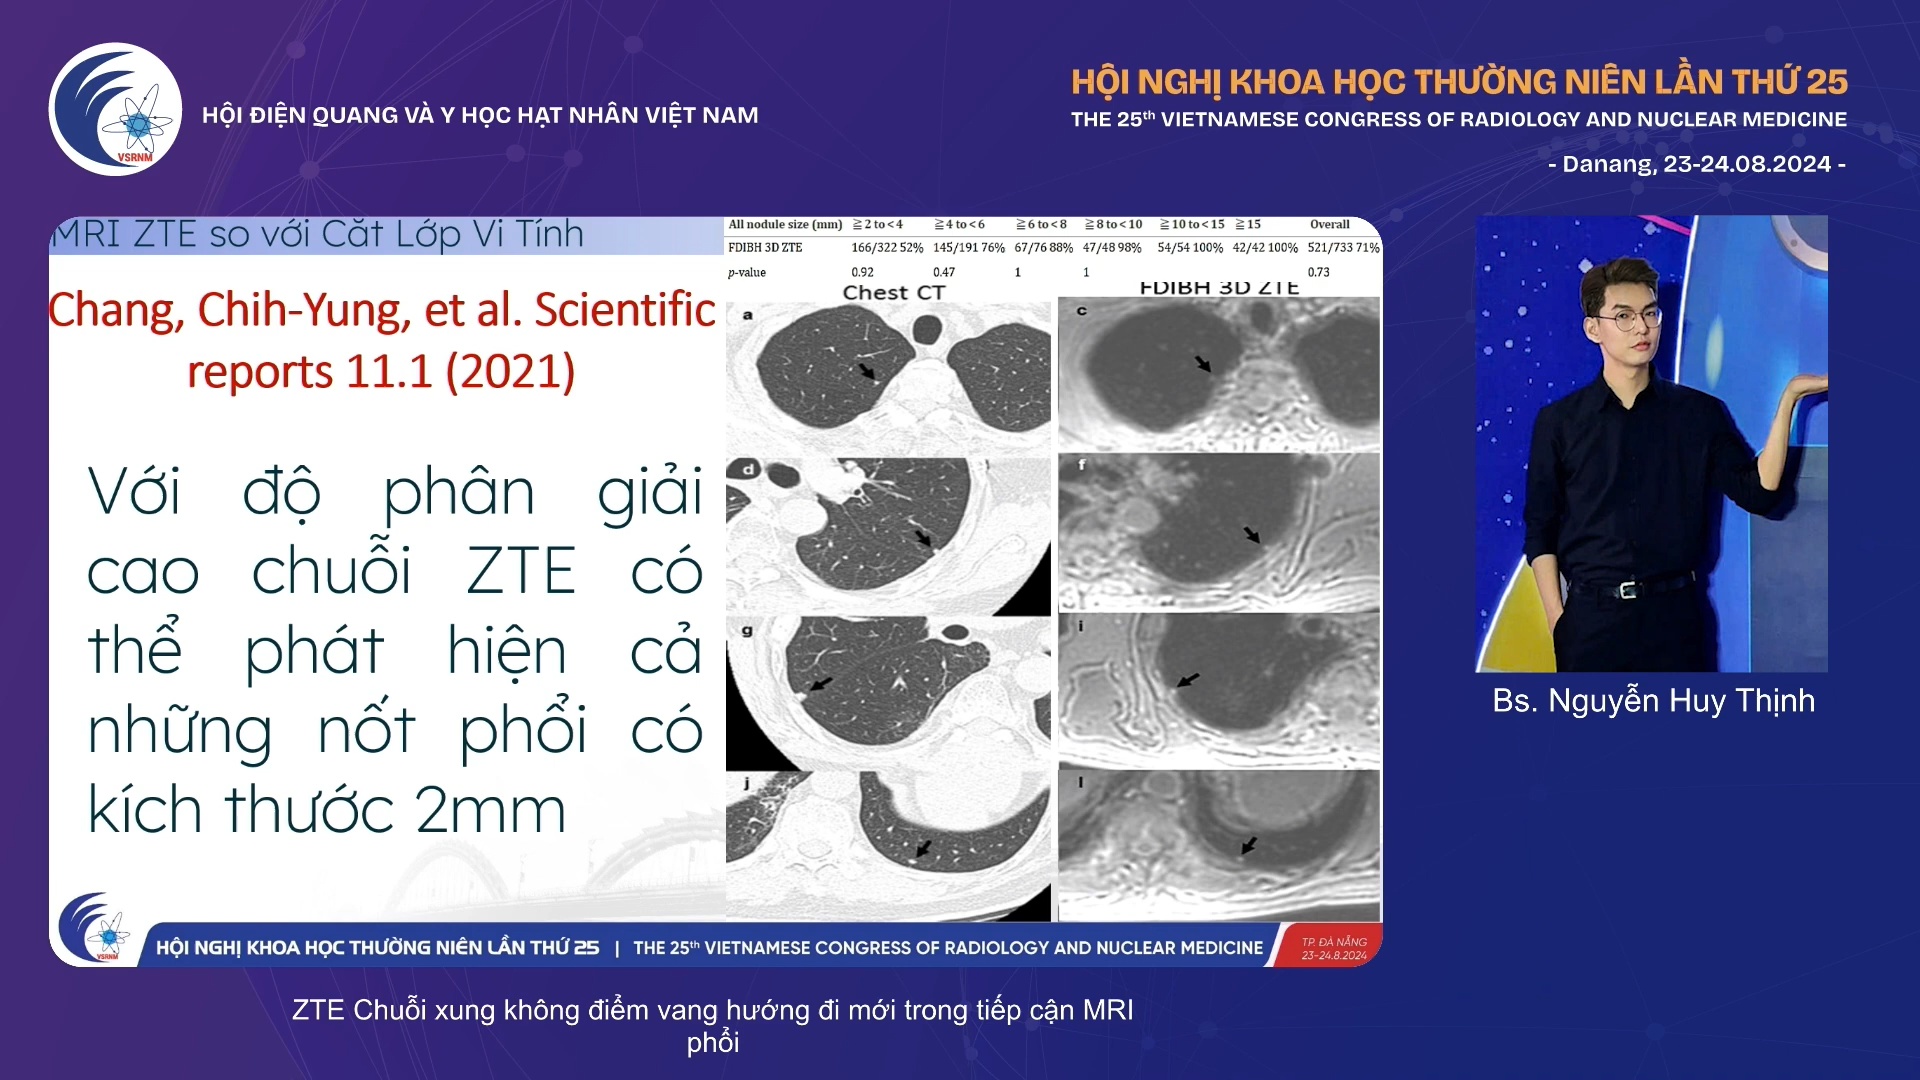 HỘI ĐIỆN QUANG VÀ Y HỌC HẠT NHÂN VIỆT NAM
VSRNM
HỘI NGHỊ KHOA HỌC THƯỜNG NIÊN LẦN THỨ 25
THE 25th VIETNAMESE CONGRESS OF RADIOLOGY AND NUCLEAR MEDICINE
- Danang, 23-24.08.2024 -
MRI ZTE so với Cắt Lớp Vi Tính
Chang, Chih-Yung, et al. Scientific
reports 11.1 (2021)
Với độ phân giải
cao chuỗi ZTE có
thể phát hiện cả
những nốt phổi có
kích thước 2mm
All nodule size (mm) ≧2 to<4 ≧4 to<6 ≧6 to<8 ≧8 to<10 ≧10 to<15 ≧15 Overall
FDIBH 3D ZTE 166/322 52% 145/191 76% 67/76 88% 47/48 98% 54/54 100% 42/42 100% 521/733 71%
p-value 0.92 0.47 1 1 0.73
Chest CT FDIBH 3D ZTE
a c
d f
g i
j l
VSRNM
HỘI NGHỊ KHOA HỌC THƯỜNG NIÊN LẦN THỨ 25 | THE 25th VIETNAMESE CONGRESS OF RADIOLOGY AND NUCLEAR MEDICINE
TP. ĐÀ NẴNG
23-24.8.2024
Bs. Nguyễn Huy Thịnh
ZTE Chuỗi xung không điểm vang hướng đi mới trong tiếp cận MRI
phổi